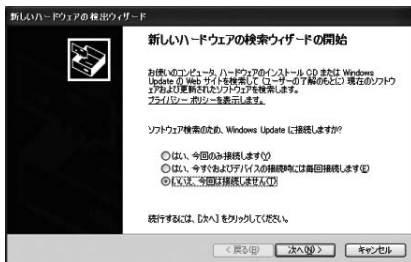 新しいハードウェアの検出ウィザード
新しいハードウェアの検索ウィザードの開始
お使いのコンピュータ、ハードウェアのインストール CD または Windows
Update の Web サイトを検索して (ユーザーの了解のもとに) 現在のソフトウ
ェアおよび更新されたソフトウェアを検索します。
プライバシー ポリシーを表示します。
ソフトウェア検索のため、Windows Update に接続しますか?
はい、今回のみ接続します(Y)
はい、今すぐおよびデバイスの接続時には毎回接続します(E)
いいえ、今回は接続しません(T)
続行するには、[次へ] をクリックしてください。
< 戻る(B)
次へ(N) >
キャンセル